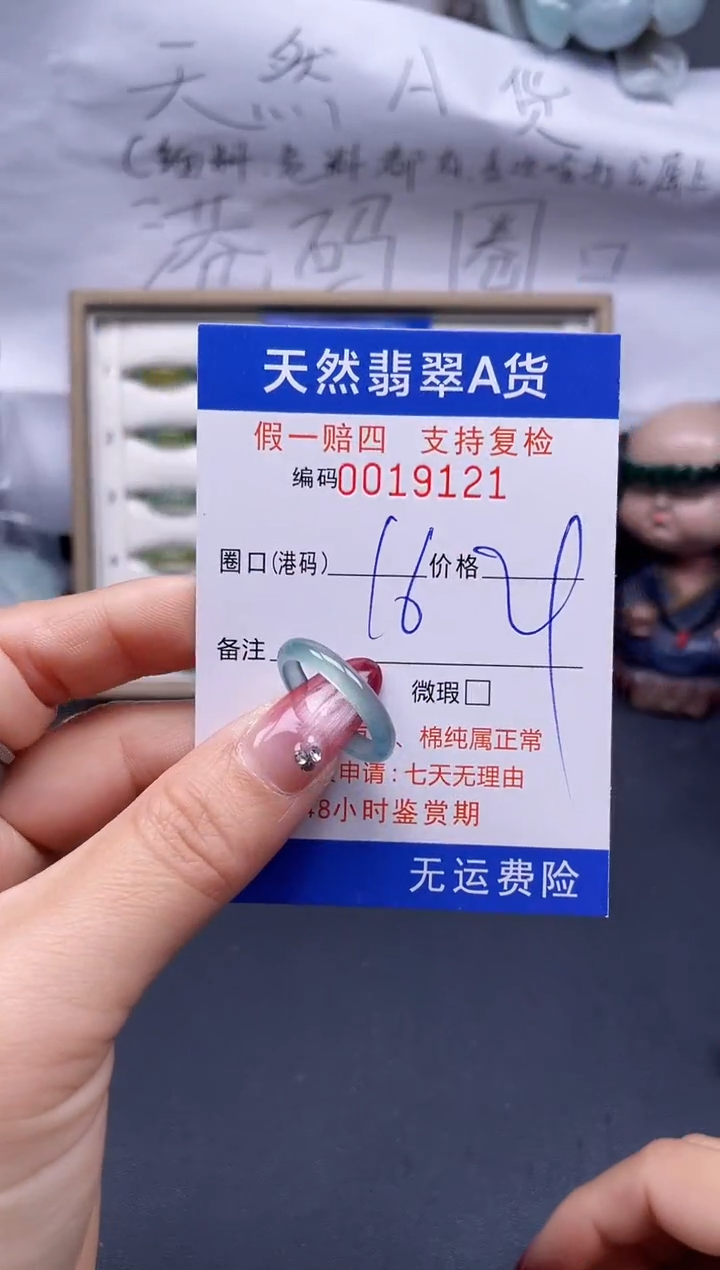 天然A货
港码圈口
天然翡翠A货
假一赔四 支持复检
编码0019121
圈口(港码) 16 价格
备注
微瑕□
、棉纯属正常
申请：七天无理由
48小时鉴赏期
无运费险